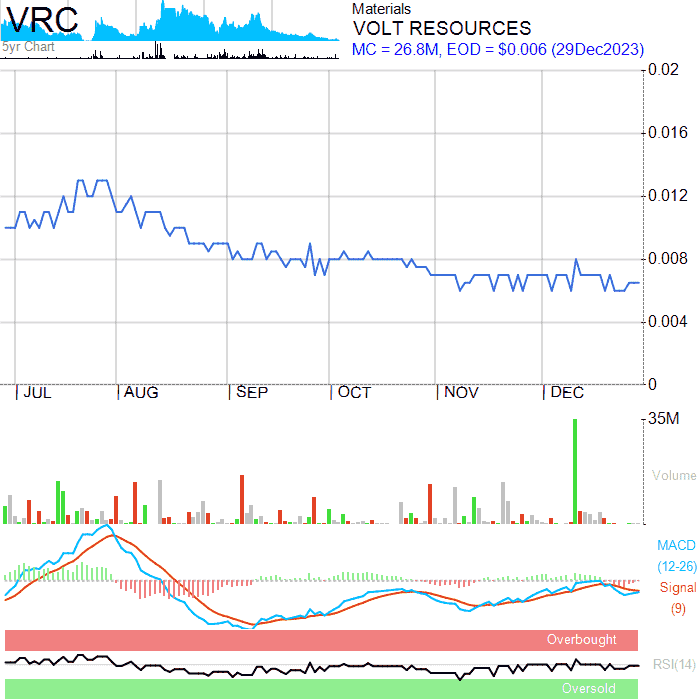 VRC
5yr Chart
Materials
VOLT RESOURCES
MC = 26.8M, EOD = $0.006 (29Dec2023)
0.02
0.016
0.012
0.008
0.004
0
| JUL | AUG | SEP | OCT | NOV | DEC
35M
Volume
MACD
(12-26)
Signal
(9)
Overbought
RSI(14)
Oversold